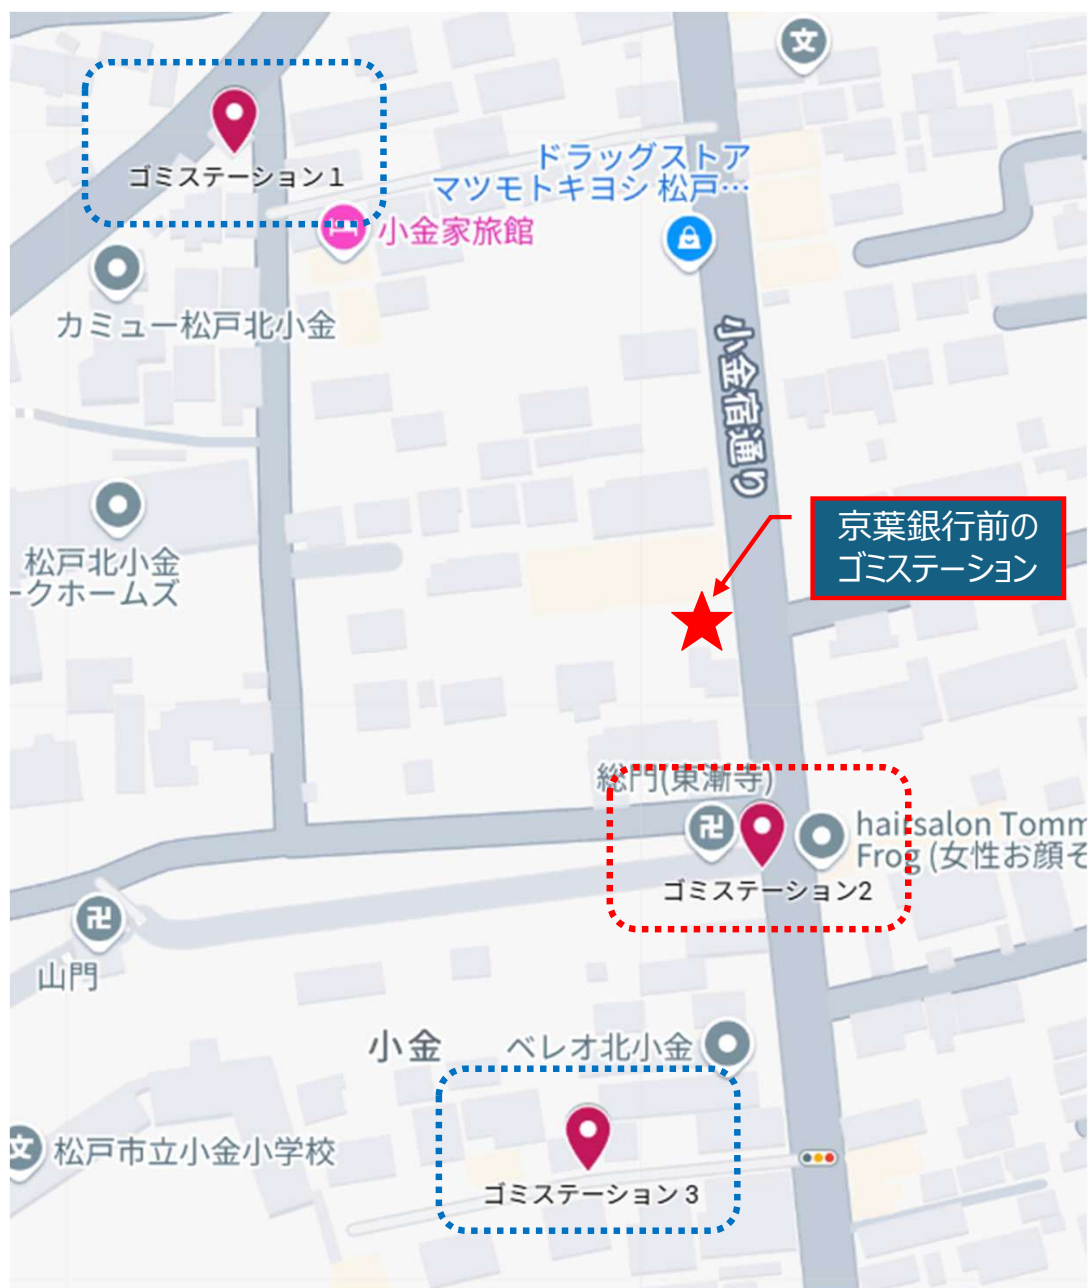 文
ゴミステーション１
ドラッグストア
マツモトキヨシ 松戸…
小金家旅館
カミュー松戸北小金
小金宿通り
松戸北小金
ークホームズ
京葉銀行前の
ゴミステーション
総門(東漸寺)
卍
hairsalon Tomm
Frog (女性お顔そ
ゴミステーション2
卍
山門
小金
ベレオ北小金
文
松戸市立小金小学校
ゴミステーション 3